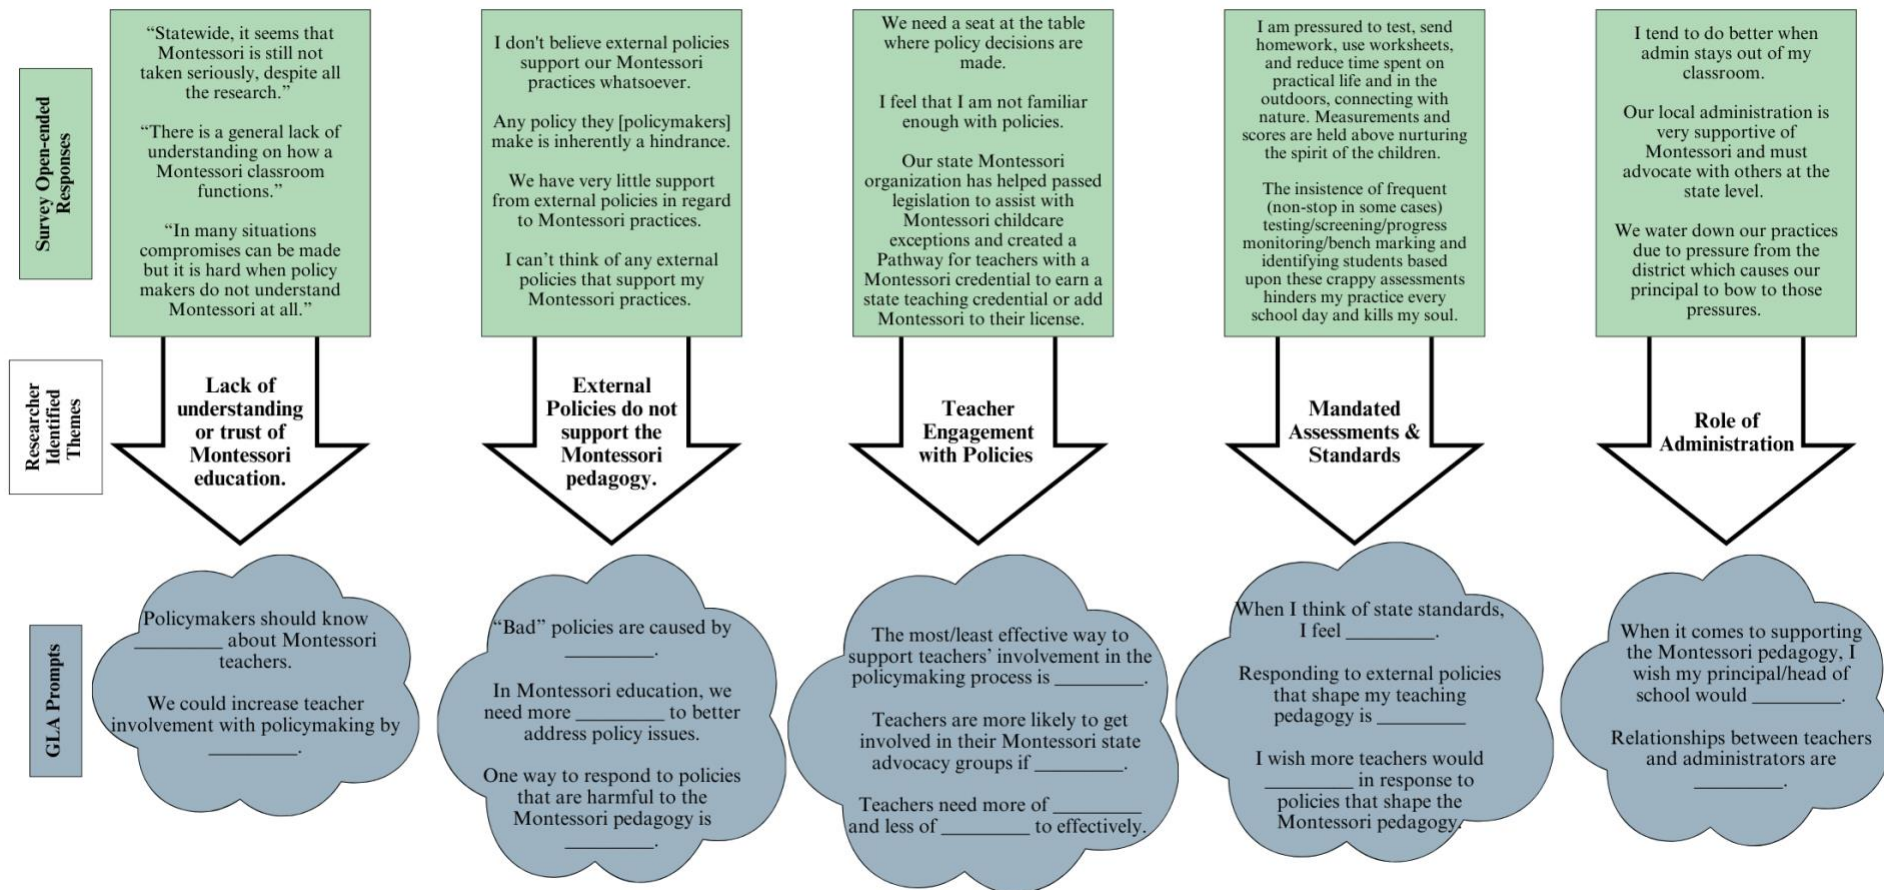 Survey Open-ended
Responses
“Statewide, it seems that
Montessori is still not
taken seriously, despite all
the research.”
“There is a general lack of
understanding on how a
Montessori classroom
functions.”
“In many situations
compromises can be made
but it is hard when policy
makers do not understand
Montessori at all.”
I don't believe external policies
support our Montessori
practices whatsoever.
Any policy they [policymakers]
make is inherently a hindrance.
We have very little support
from external policies in regard
to Montessori practices.
I can’t think of any external
policies that support my
Montessori practices.
We need a seat at the table
where policy decisions are
made.
I feel that I am not familiar
enough with policies.
Our state Montessori
organization has helped passed
legislation to assist with
Montessori childcare
exceptions and created a
Pathway for teachers with a
Montessori credential to earn a
state teaching credential or add
Montessori to their license.
I am pressured to test, send
homework, use worksheets,
and reduce time spent on
practical life and in the
outdoors, connecting with
nature. Measurements and
scores are held above nurturing
the spirit of the children.
The insistence of frequent
(non-stop in some cases)
testing/screening/progress
monitoring/bench marking and
identifying students based
upon these crappy assessments
hinders my practice every
school day and kills my soul.
I tend to do better when
admin stays out of my
classroom.
Our local administration is
very supportive of
Montessori and must
advocate with others at the
state level.
We water down our practices
due to pressure from the
district which causes our
principal to bow to those
pressures.
Researcher
Identified
Themes
Lack of
understanding
or trust of
Montessori
education.
External
Policies do not
support the
Montessori
pedagogy.
Teacher
Engagement
with Policies
Mandated
Assessments &
Standards
Role of
Administration
GLA Prompts
Policymakers should know
_________ about Montessori
teachers.
We could increase teacher
involvement with policymaking by
_________.
“Bad” policies are caused by
_________.
In Montessori education, we
need more _________ to better
address policy issues.
One way to respond to policies
that are harmful to the
Montessori pedagogy is
_________.
The most/least effective way to
support teachers’ involvement in the
policymaking process is _________.
Teachers are more likely to get
involved in their Montessori state
advocacy groups if _________.
Teachers need more of _________
and less of _________ to effectively.
When I think of state standards,
I feel _________.
Responding to external policies
that shape my teaching
pedagogy is _________
I wish more teachers would
_________ in response to
policies that shape the
Montessori pedagogy.
When it comes to supporting
the Montessori pedagogy, I
wish my principal/head of
school would _________.
Relationships between teachers
and administrators are
_________.